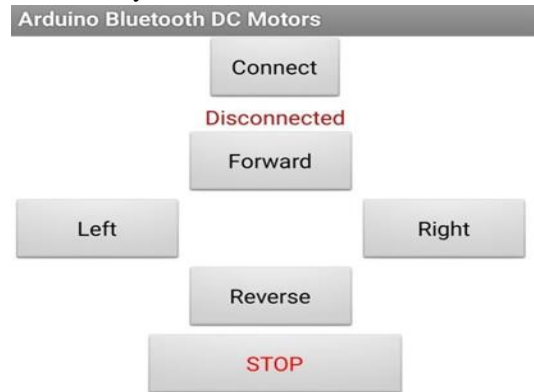 Arduino Bluetooth DC Motors
Connect
Disconnected
Forward
Left Right
Reverse
STOP